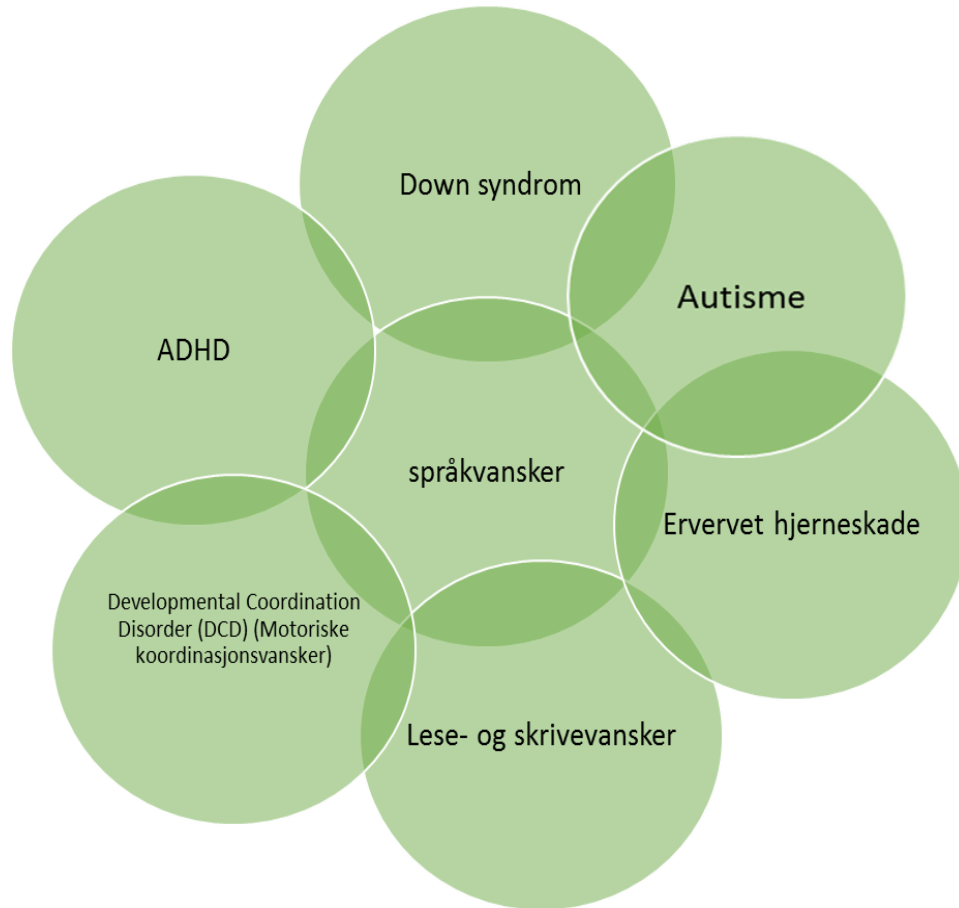 Down syndrom
Autisme
ADHD
språkvansker
Ervervet hjerneskade
Developmental Coordination
Disorder (DCD) (Motoriske
koordinasjonsvansker)
Lese- og skrivevansker